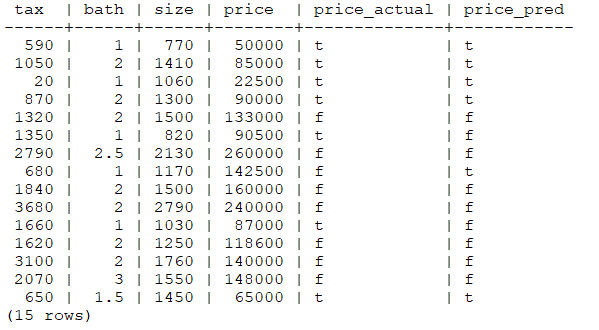 tax  | bath | size | price  | price_actual | price_pred
------+------+------+--------+--------------+------------
  590 |    1 |  770 |  50000 | t            | t
 1050 |    2 | 1410 |  85000 | t            | t
   20 |    1 | 1060 |  22500 | t            | t
  870 |    2 | 1300 |  90000 | t            | t
 1320 |    2 | 1500 | 133000 | f            | f
 1350 |    1 |  820 |  90500 | t            | f
 2790 |  2.5 | 2130 | 260000 | f            | f
  680 |    1 | 1170 | 142500 | f            | t
 1840 |    2 | 1500 | 160000 | f            | f
 3680 |    2 | 2790 | 240000 | f            | f
 1660 |    1 | 1030 |  87000 | t            | f
 1620 |    2 | 1250 | 118600 | f            | f
 3100 |    2 | 1760 | 140000 | f            | f
 2070 |    3 | 1550 | 148000 | f            | f
  650 |  1.5 | 1450 |  65000 | t            | t
(15 rows)